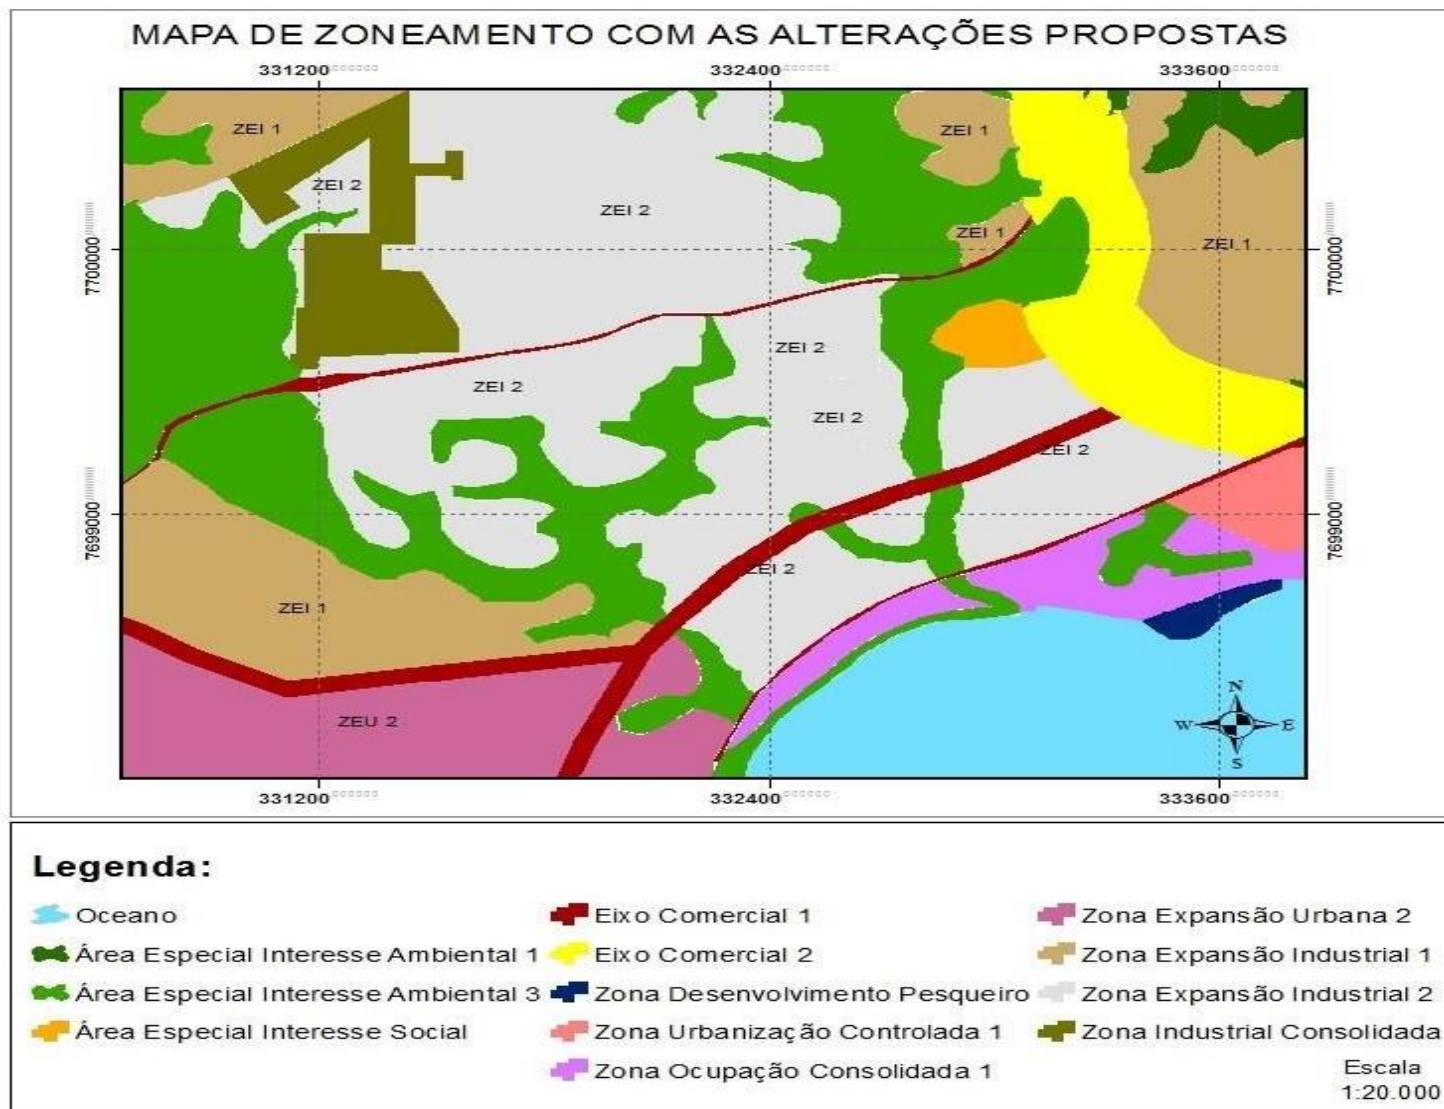 MAPA DE ZONEAMENTO COM AS ALTERAÇÕES PROPOSTAS
331200 332400 333600
ZEI 1
ZEI 1
ZEI 2
ZEI 2
ZEI 1
ZEI 1
7700000
7700000
ZEI 2
ZEI 2
ZEI 2
ZEI 2
7699000
7699000
ZEI 2
ZEI 1
ZEU 2
N
W E
S
331200 332400 333600
Legenda:
Oceano
Área Especial Interesse Ambiental 1
Área Especial Interesse Ambiental 3
Área Especial Interesse Social
Eixo Comercial 1
Eixo Comercial 2
Zona Desenvolvimento Pesqueiro
Zona Urbanização Controlada 1
Zona Ocupação Consolidada 1
Zona Expansão Urbana 2
Zona Expansão Industrial 1
Zona Expansão Industrial 2
Zona Industrial Consolidada
Escala
1:20.000